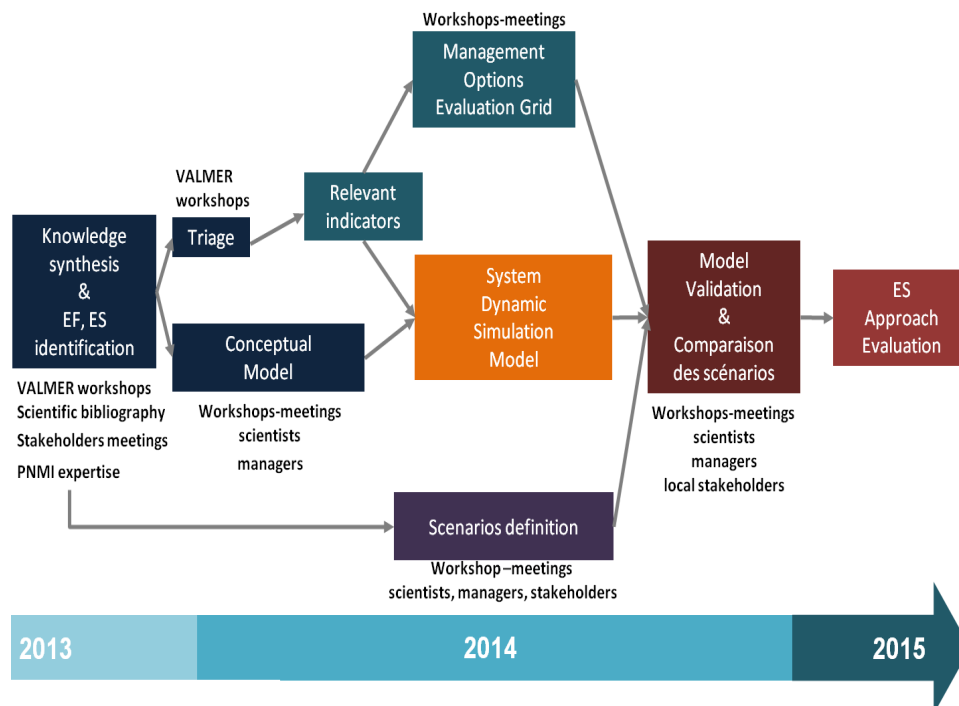 Workshops-meetings
Management
Options
Evaluation Grid
VALMER
workshops
Relevant
indicators
Triage
Knowledge
synthesis
&
EF, ES
identification
VALMER workshops
Scientific bibliography
Stakeholders meetings
PNMI expertise
Conceptual
Model
Workshops-meetings
scientists
managers
System
Dynamic
Simulation
Model
Model
Validation
&
Comparaison
des scénarios
Workshops-meetings
scientists
managers
local stakeholders
ES
Approach
Evaluation
Scenarios definition
Workshop –meetings
scientists, managers, stakeholders
2013
2014
2015